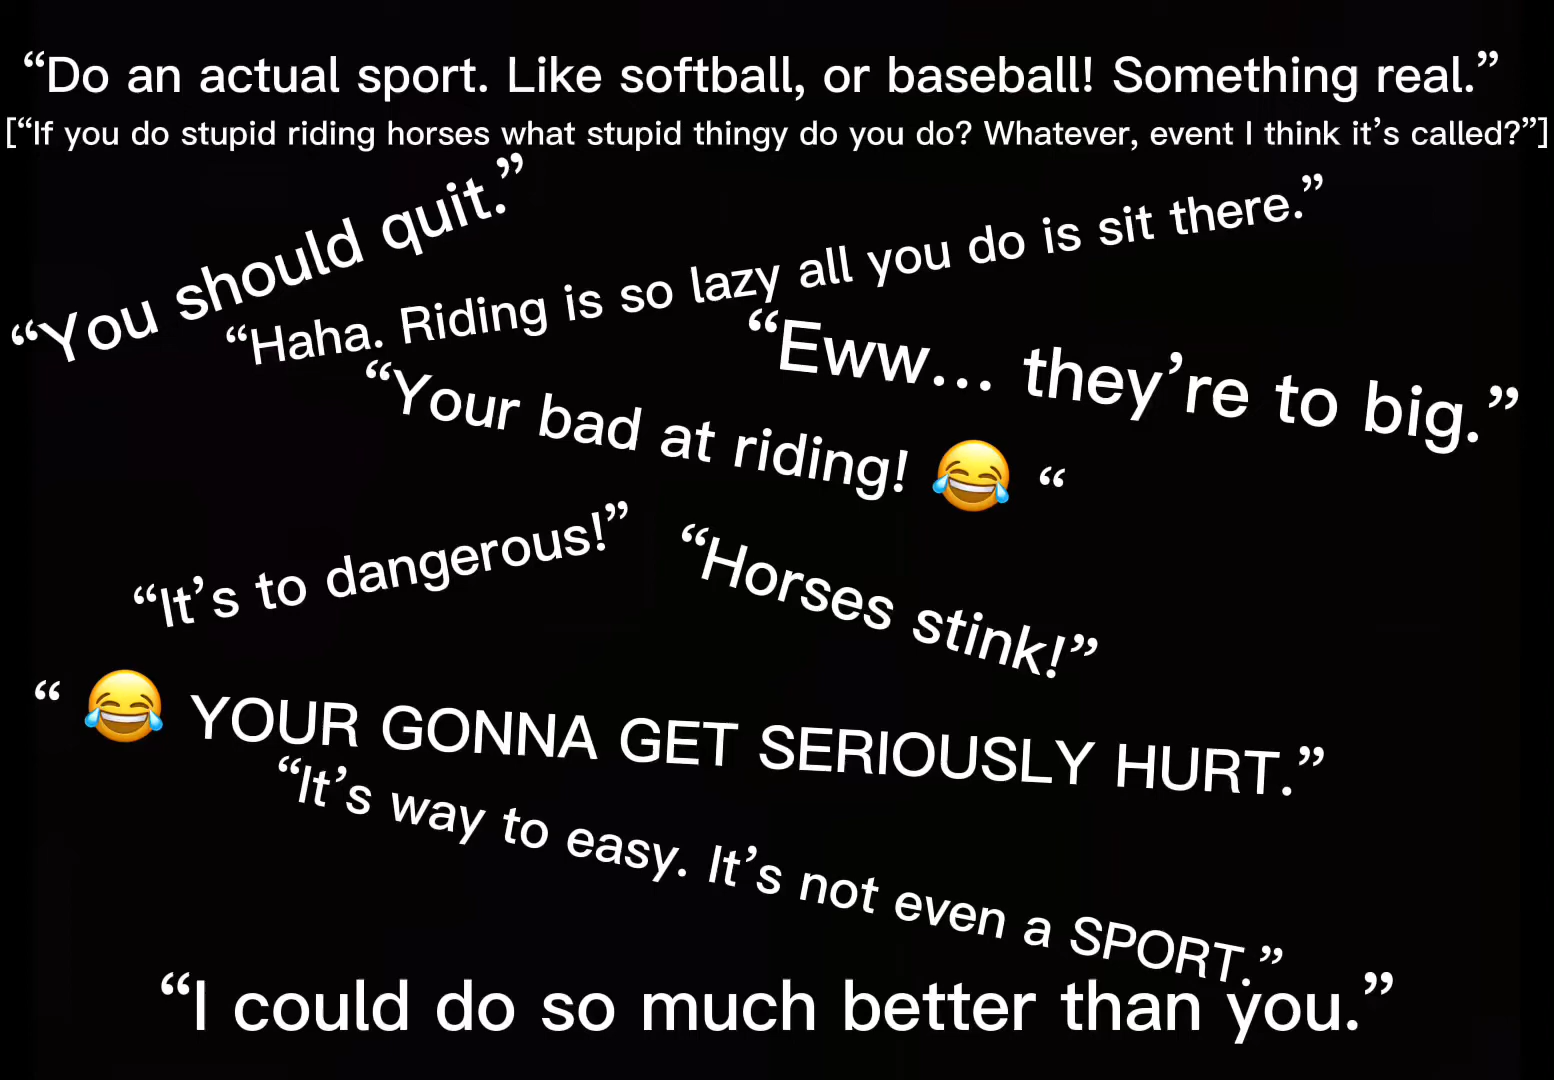 “Do an actual sport. Like softball, or baseball! Something real.”
[“If you do stupid riding horses what stupid thingy do you do? Whatever, event I think it’s called?”]
“You should quit.”
“Haha. Riding is so lazy all you do is sit there.”
“Eww... they’re to big.”
“Your bad at riding! 😂 “
“It’s to dangerous!”
“Horses stink!”
“ 😂 YOUR GONNA GET SERIOUSLY HURT.”
“It’s way to easy. It’s not even a SPORT.”
“I could do so much better than you.”